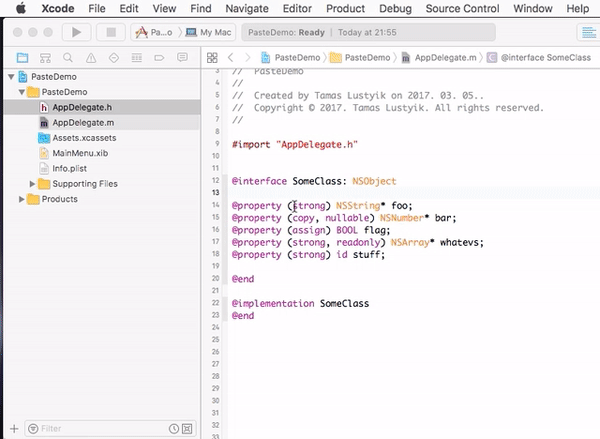 Xcode File Edit View Find Navigate Editor Product Debug Source Control Window Help
Pa...o My Mac PasteDemo: Ready | Today at 21:55
PasteDemo PasteDemo AppDelegate.m @interface SomeClass
PasteDemo
PasteDemo
AppDelegate.h
AppDelegate.m
Assets.xcassets
MainMenu.xib
Info.plist
Supporting Files
Products
Filter
3 // PasteDemo
4 //
5 // Created by Tamas Lustyik on 2017. 03. 05..
6 // Copyright © 2017. Tamas Lustyik. All rights reserved.
7 //
8
9 #import "AppDelegate.h"
10
11
12 @interface SomeClass: NSObject
13
14 @property (strong) NSString* foo;
15 @property (copy, nullable) NSNumber* bar;
16 @property (assign) BOOL flag;
17 @property (strong, readonly) NSArray* whatevs;
18 @property (strong) id stuff;
19
20 @end
21
22 @implementation SomeClass
23 @end
24
25
26
27
28
29
30
31
32
33